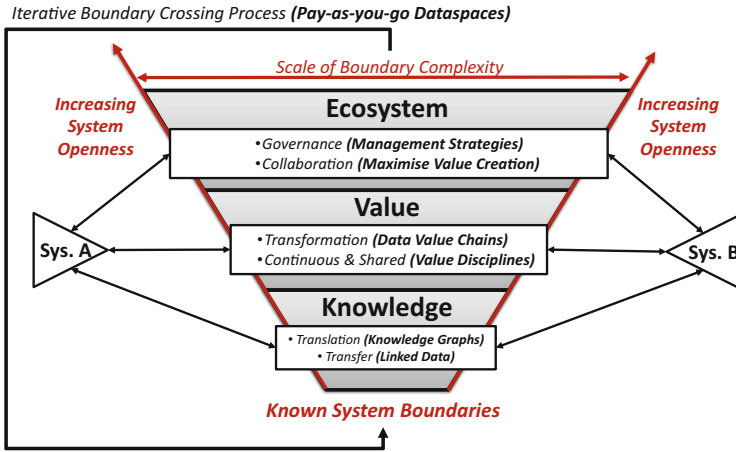 Iterative Boundary Crossing Process (Pay-as-you-go Dataspaces)
Scale of Boundary Complexity
Increasing
System
Openness
Ecosystem
Increasing
System
Openness
•Governance (Management Strategies)
•Collaboration (Maximise Value Creation)
Value
Sys. A
•Transformation (Data Value Chains)
•Continuous & Shared (Value Disciplines)
Sys. B
Knowledge
• Translation (Knowledge Graphs)
• Transfer (Linked Data)
Known System Boundaries